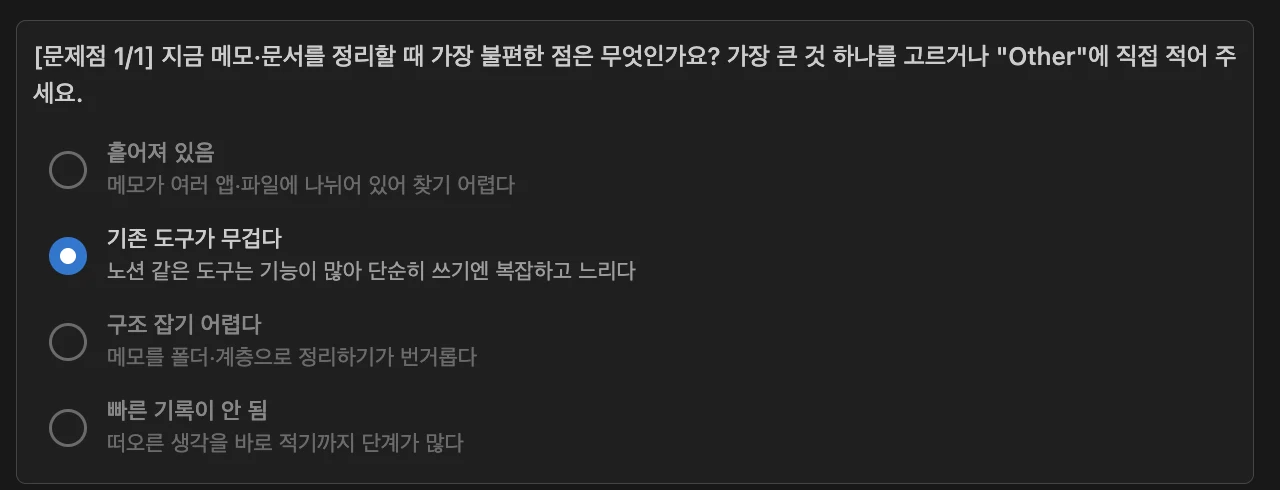 [문제점 1/1] 지금 메모·문서를 정리할 때 가장 불편한 점은 무엇인가요? 가장 큰 것 하나를 고르거나 "Other"에 직접 적어 주
세요.
흩어져 있음
메모가 여러 앱·파일에 나뉘어 있어 찾기 어렵다
기존 도구가 무겁다
노션 같은 도구는 기능이 많아 단순히 쓰기엔 복잡하고 느리다
구조 잡기 어렵다
메모를 폴더·계층으로 정리하기가 번거롭다
빠른 기록이 안 됨
떠오른 생각을 바로 적기까지 단계가 많다